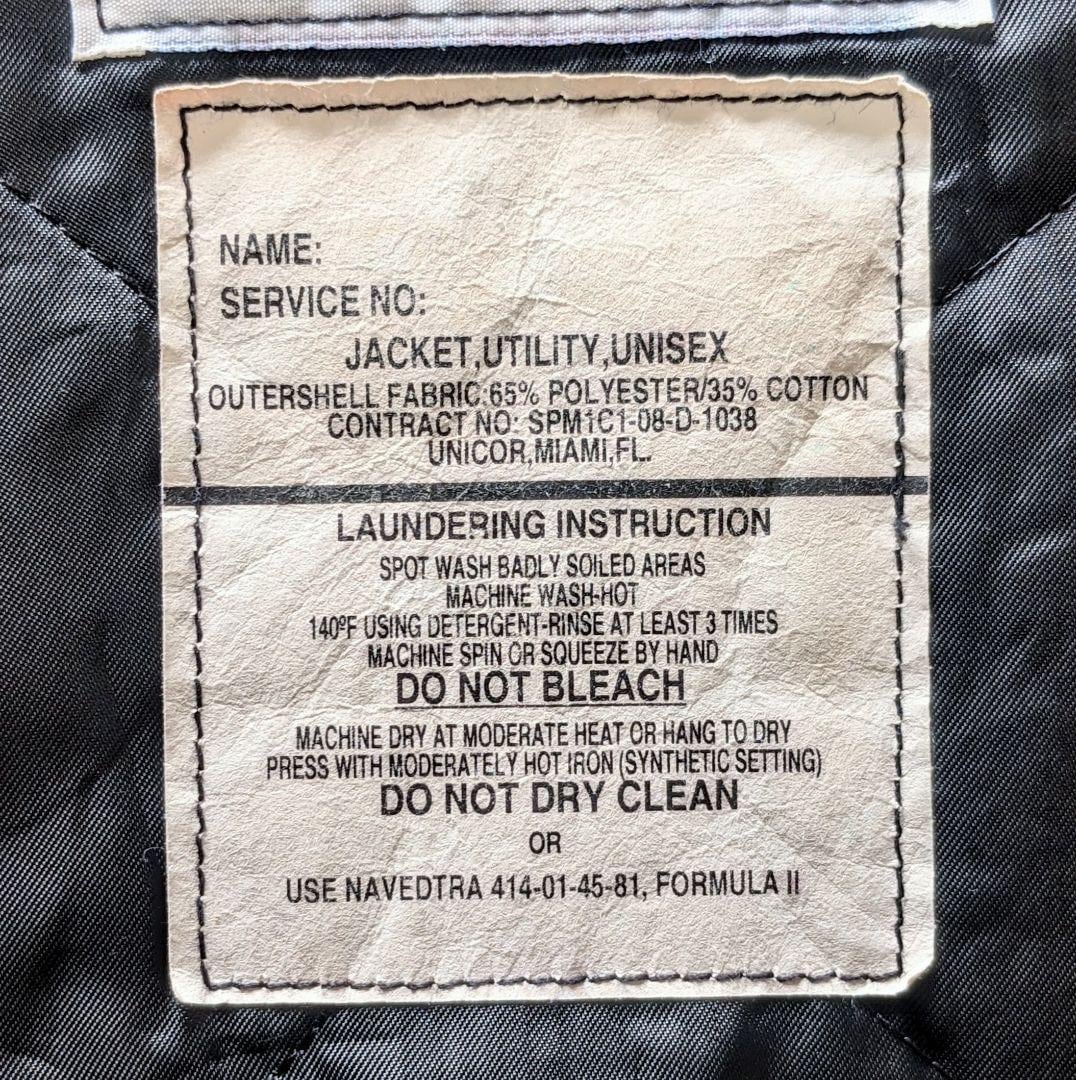 NAME:
SERVICE NO:
JACKET,UTILITY,UNISEX
OUTERSHELL FABRIC:65% POLYESTER/35% COTTON
CONTRACT NO: SPM1C1-08-D-1038
UNICOR,MIAMI,FL.
LAUNDERING INSTRUCTION
SPOT WASH BADLY SOILED AREAS
MACHINE WASH-HOT
140ºF USING DETERGENT-RINSE AT LEAST 3 TIMES
MACHINE SPIN OR SQUEEZE BY HAND
DO NOT BLEACH
MACHINE DRY AT MODERATE HEAT OR HANG TO DRY
PRESS WITH MODERATELY HOT IRON (SYNTHETIC SETTING)
DO NOT DRY CLEAN
OR
USE NAVEDTRA 414-01-45-81, FORMULA II